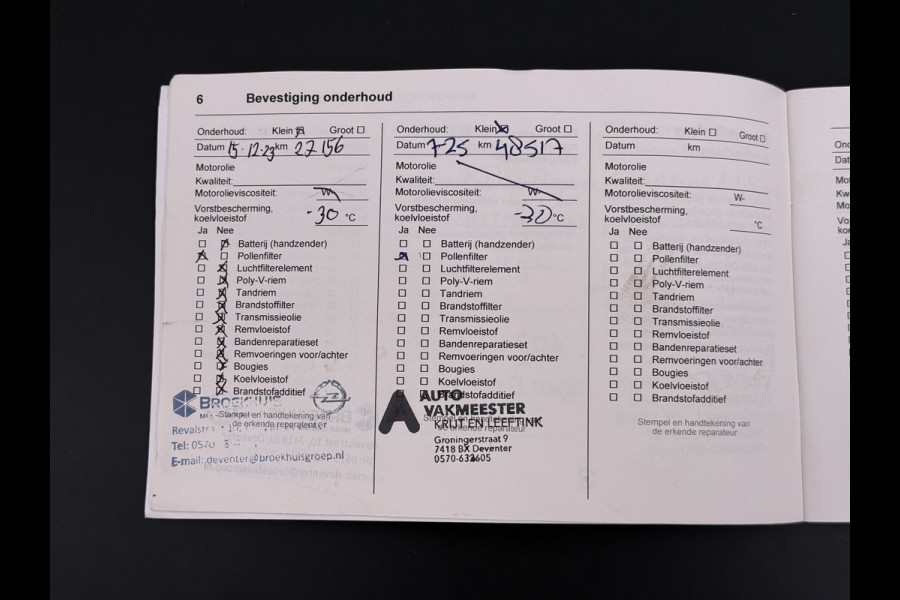 6 Bevestiging onderhoud
Onderhoud: Klein ☒ Groot ☐
Datum 15-12-23 km 27156
Motorolie
Kwaliteit:
Motorolieviscositeit: W-
Vorstbescherming, -30 °C
koelvloeistof
Ja Nee
Batterij (handzender)
Pollenfilter
Luchtfilterelement
Poly-V-riem
Tandriem
Brandstoffilter
Transmissieolie
Remvloeistof
Bandenreparatieset
Remvoeringen voor/achter
Bougies
Koelvloeistof
Brandstofadditief
BROEKHUIS
Stempel en handtekening van
de erkende reparateur
Tel: 0570
E-mail: deventer@broekhuisgroep.nl
Onderhoud: Klein ☒ Groot ☐
Datum 7-25 km 48517
Motorolie
Kwaliteit:
Motorolieviscositeit: W-
Vorstbescherming, -30 °C
koelvloeistof
Ja Nee
Batterij (handzender)
Pollenfilter
Luchtfilterelement
Poly-V-riem
Tandriem
Brandstoffilter
Transmissieolie
Remvloeistof
Bandenreparatieset
Remvoeringen voor/achter
Bougies
Koelvloeistof
Brandstofadditief
AUTO
VAKMEESTER
KRIJT EN LEEFTINK
Groningerstraat 9
7418 BX Deventer
0570-632605
Onderhoud: Klein ☐ Groot ☐
Datum km
Motorolie
Kwaliteit:
Motorolieviscositeit: W-
Vorstbescherming, °C
koelvloeistof
Ja Nee
Batterij (handzender)
Pollenfilter
Luchtfilterelement
Poly-V-riem
Tandriem
Brandstoffilter
Transmissieolie
Remvloeistof
Bandenreparatieset
Remvoeringen voor/achter
Bougies
Koelvloeistof
Brandstofadditief
Stempel en handtekening van
de erkende reparateur